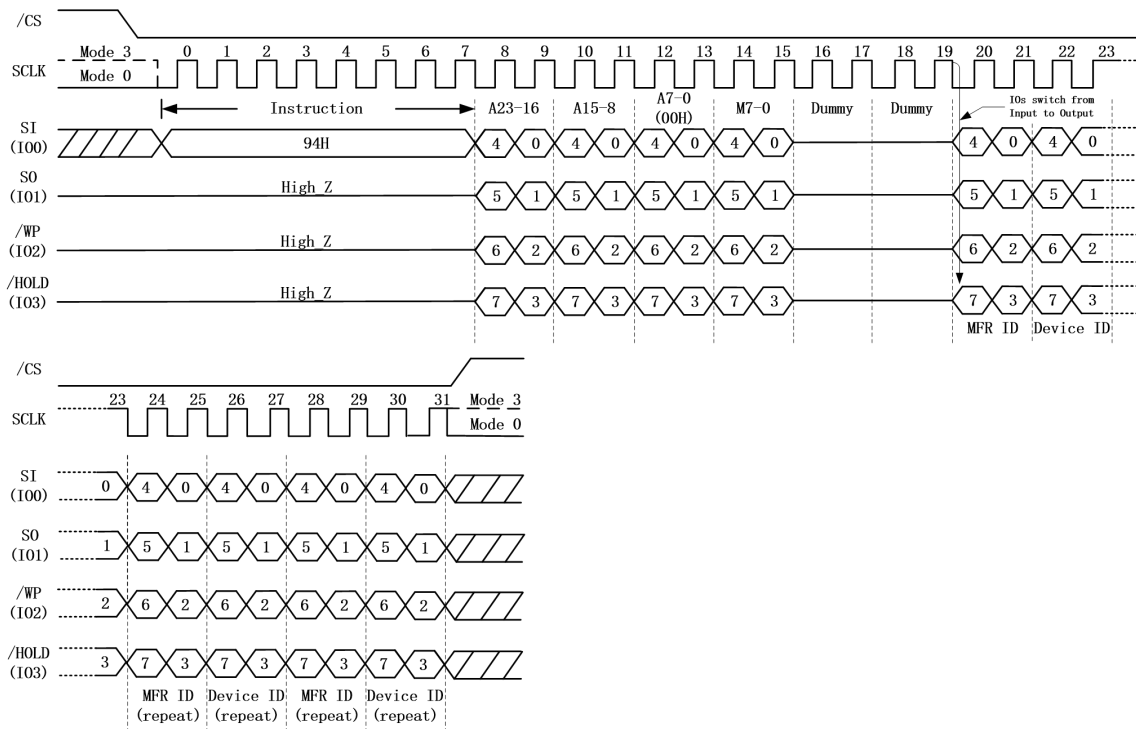 /CS
Mode 3 0 1 2 3 4 5 6 7 8 9 10 11 12 13 14 15 16 17 18 19 20 21 22 23
SCLK Mode 0
Instruction A23-16 A15-8 A7-0 (00H) M7-0 Dummy Dummy IOs switch from
Input to Output
SI
(IO0) 94H 4 0 4 0 4 0 4 0 4 0 4 0
SO
(IO1) High_Z 5 1 5 1 5 1 5 1 5 1 5 1
/WP
(IO2) High_Z 6 2 6 2 6 2 6 2 6 2 6 2
/HOLD
(IO3) High_Z 7 3 7 3 7 3 7 3 7 3 7 3
MFR ID Device ID
/CS
23 24 25 26 27 28 29 30 31 Mode 3
SCLK Mode 0
SI
(IO0) 0 4 0 4 0 4 0 4 0
SO
(IO1) 1 5 1 5 1 5 1 5 1
/WP
(IO2) 2 6 2 6 2 6 2 6 2
/HOLD
(IO3) 3 7 3 7 3 7 3 7 3
MFR ID Device ID MFR ID Device ID
(repeat) (repeat) (repeat) (repeat)